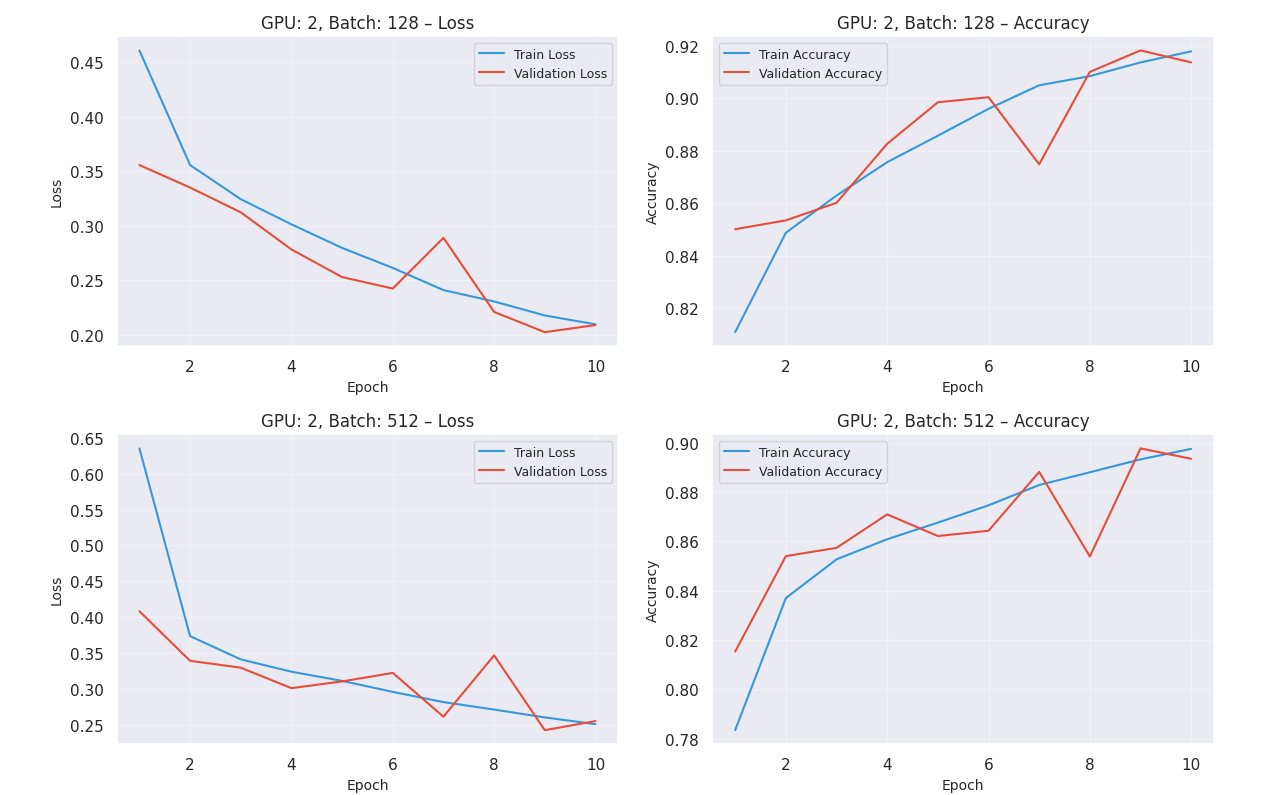 GPU: 2, Batch: 128 – Loss
Train Loss
Validation Loss
0.45
0.40
0.35
0.30
0.25
0.20
Loss
2
4
6
8
10
Epoch
GPU: 2, Batch: 128 – Accuracy
Train Accuracy
Validation Accuracy
0.92
0.90
0.88
0.86
0.84
0.82
Accuracy
2
4
6
8
10
Epoch
GPU: 2, Batch: 512 – Loss
Train Loss
Validation Loss
0.65
0.60
0.55
0.50
0.45
0.40
0.35
0.30
0.25
Loss
2
4
6
8
10
Epoch
GPU: 2, Batch: 512 – Accuracy
Train Accuracy
Validation Accuracy
0.90
0.88
0.86
0.84
0.82
0.80
0.78
Accuracy
2
4
6
8
10
Epoch